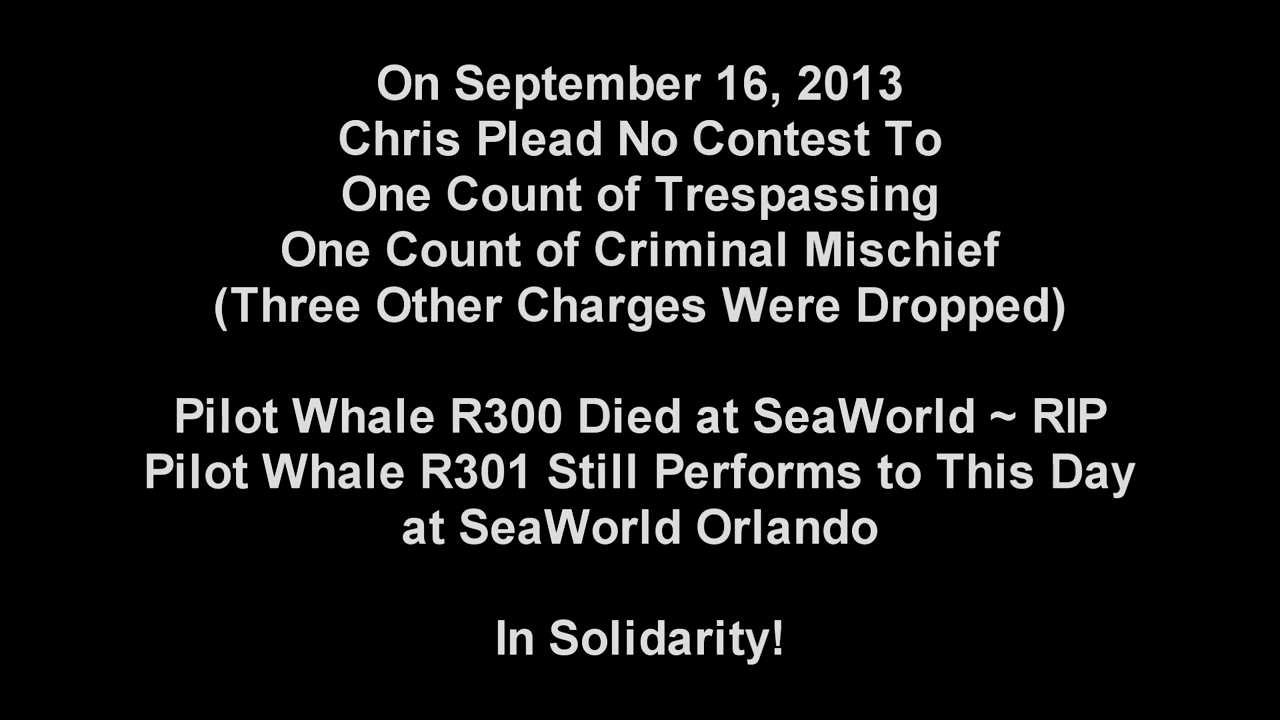 On September 16, 2013
Chris Plead No Contest To
One Count of Trespassing
One Count of Criminal Mischief
(Three Other Charges Were Dropped)
Pilot Whale R300 Died at SeaWorld ~ RIP
Pilot Whale R301 Still Performs to This Day
at SeaWorld Orlando
In Solidarity!